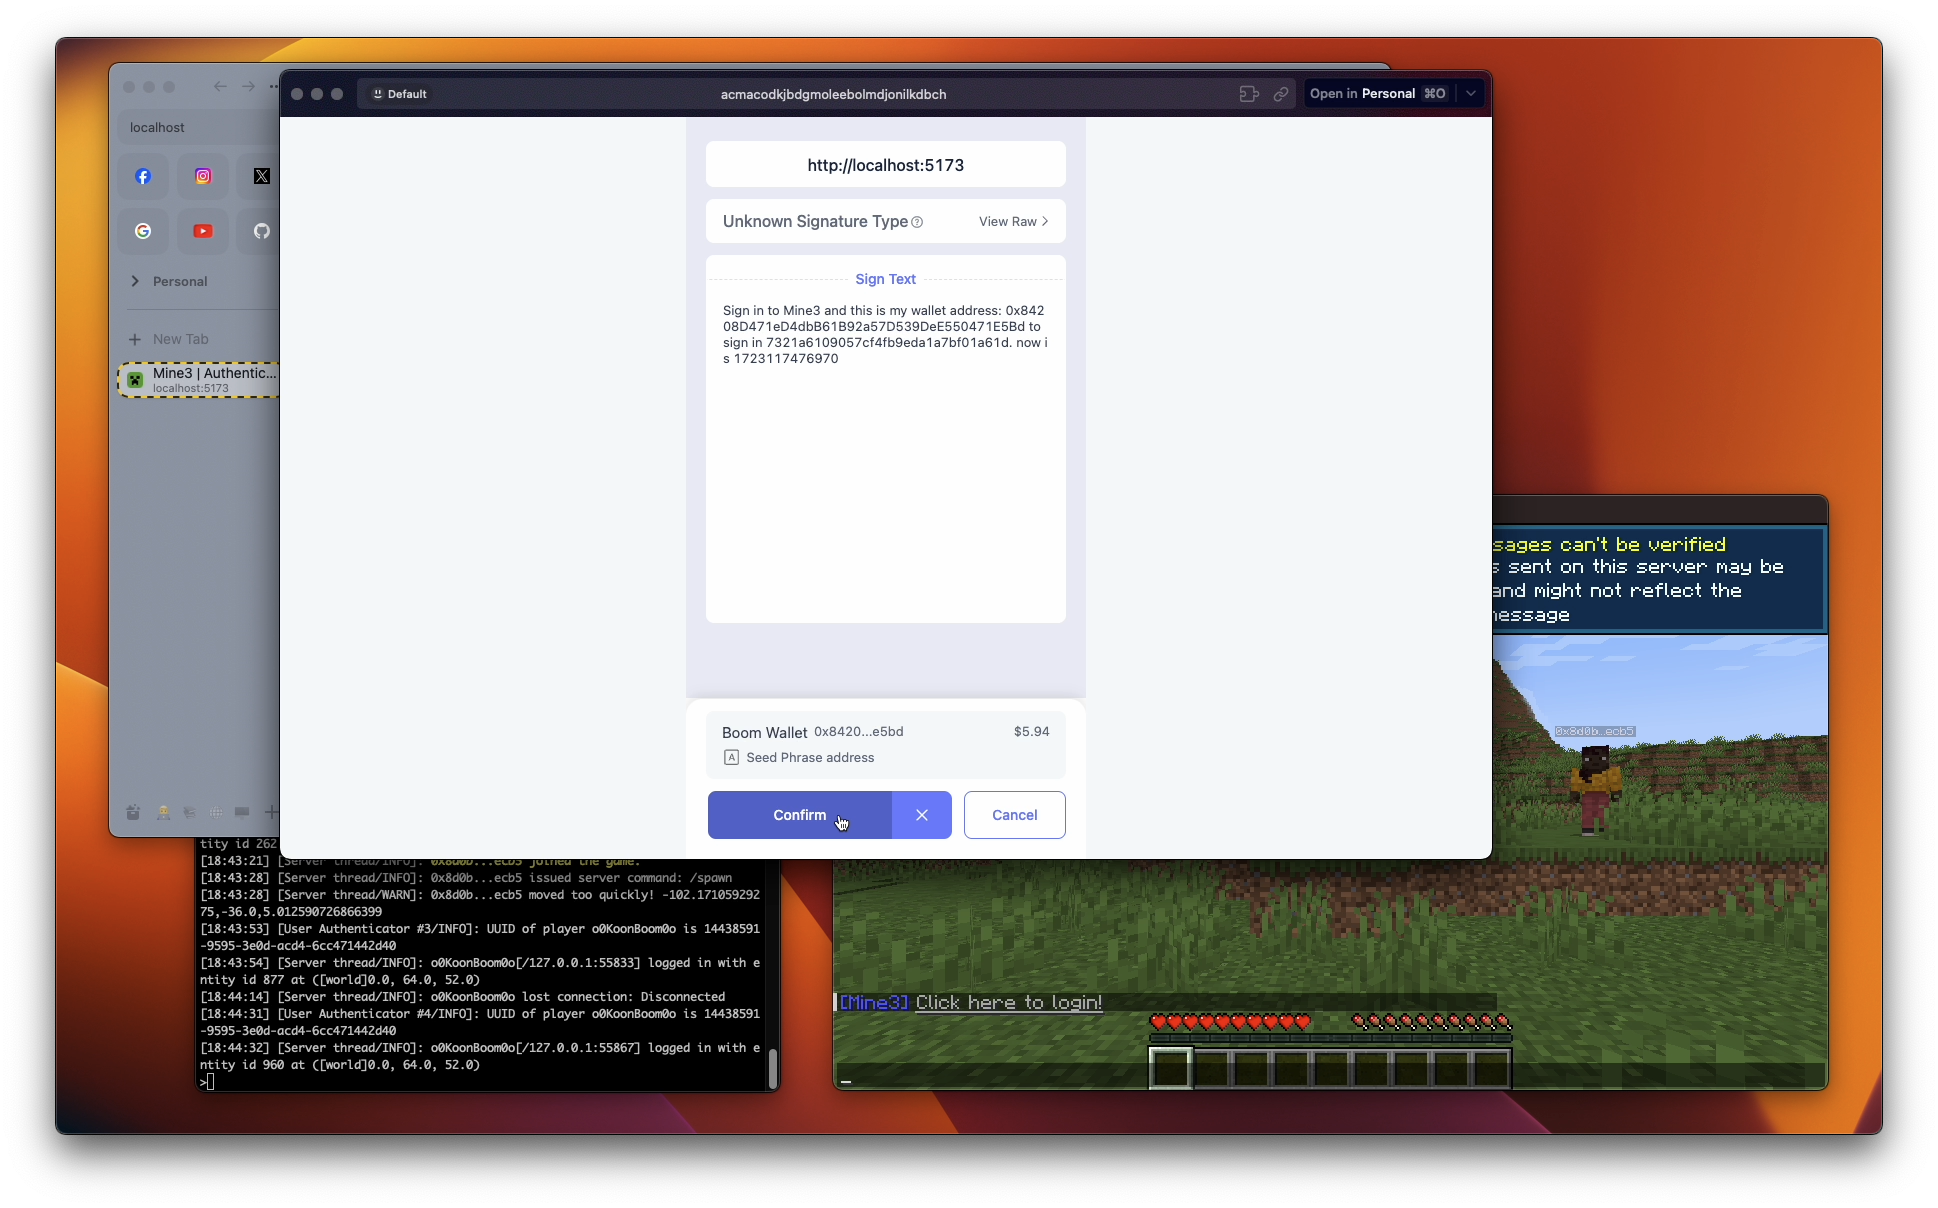 Default
acmacodkjbdgmoleebolmdjonilkdbch
Open in Personal ⌘O
localhost
Personal
New Tab
Mine3 | Authentic...
localhost:5173
http://localhost:5173
Unknown Signature Type
View Raw
Sign Text
Sign in to Mine3 and this is my wallet address: 0x842
08D471eD4dbB61B92a57D539DeE550471E5Bd to
sign in 7321a6109057cf4fb9eda1a7bf01a61d. now i
s 1723117476970
Boom Wallet 0x8420...e5bd
$5.94
A Seed Phrase address
Confirm
Cancel
sages can't be verified
s sent on this server may be
and might not reflect the
message
0x8d0b...ecb5
tity id 262
[18:43:21] [Server thread/INFO]: 0x8d0b...ecb5 joined the game.
[18:43:28] [Server thread/INFO]: 0x8d0b...ecb5 issued server command: /spawn
[18:43:28] [Server thread/WARN]: 0x8d0b...ecb5 moved too quickly! -102.171059292
75,-36.0,5.012590726866399
[18:43:53] [User Authenticator #3/INFO]: UUID of player o0KoonBoom0o is 14438591
-9595-3e0d-acd4-6cc471442d40
[18:43:54] [Server thread/INFO]: o0KoonBoom0o[/127.0.0.1:55833] logged in with e
ntity id 877 at ([world]0.0, 64.0, 52.0)
[18:44:14] [Server thread/INFO]: o0KoonBoom0o lost connection: Disconnected
[18:44:31] [User Authenticator #4/INFO]: UUID of player o0KoonBoom0o is 14438591
-9595-3e0d-acd4-6cc471442d40
[18:44:32] [Server thread/INFO]: o0KoonBoom0o[/127.0.0.1:55867] logged in with e
ntity id 960 at ([world]0.0, 64.0, 52.0)
>
[Mine3] Click here to login!
_